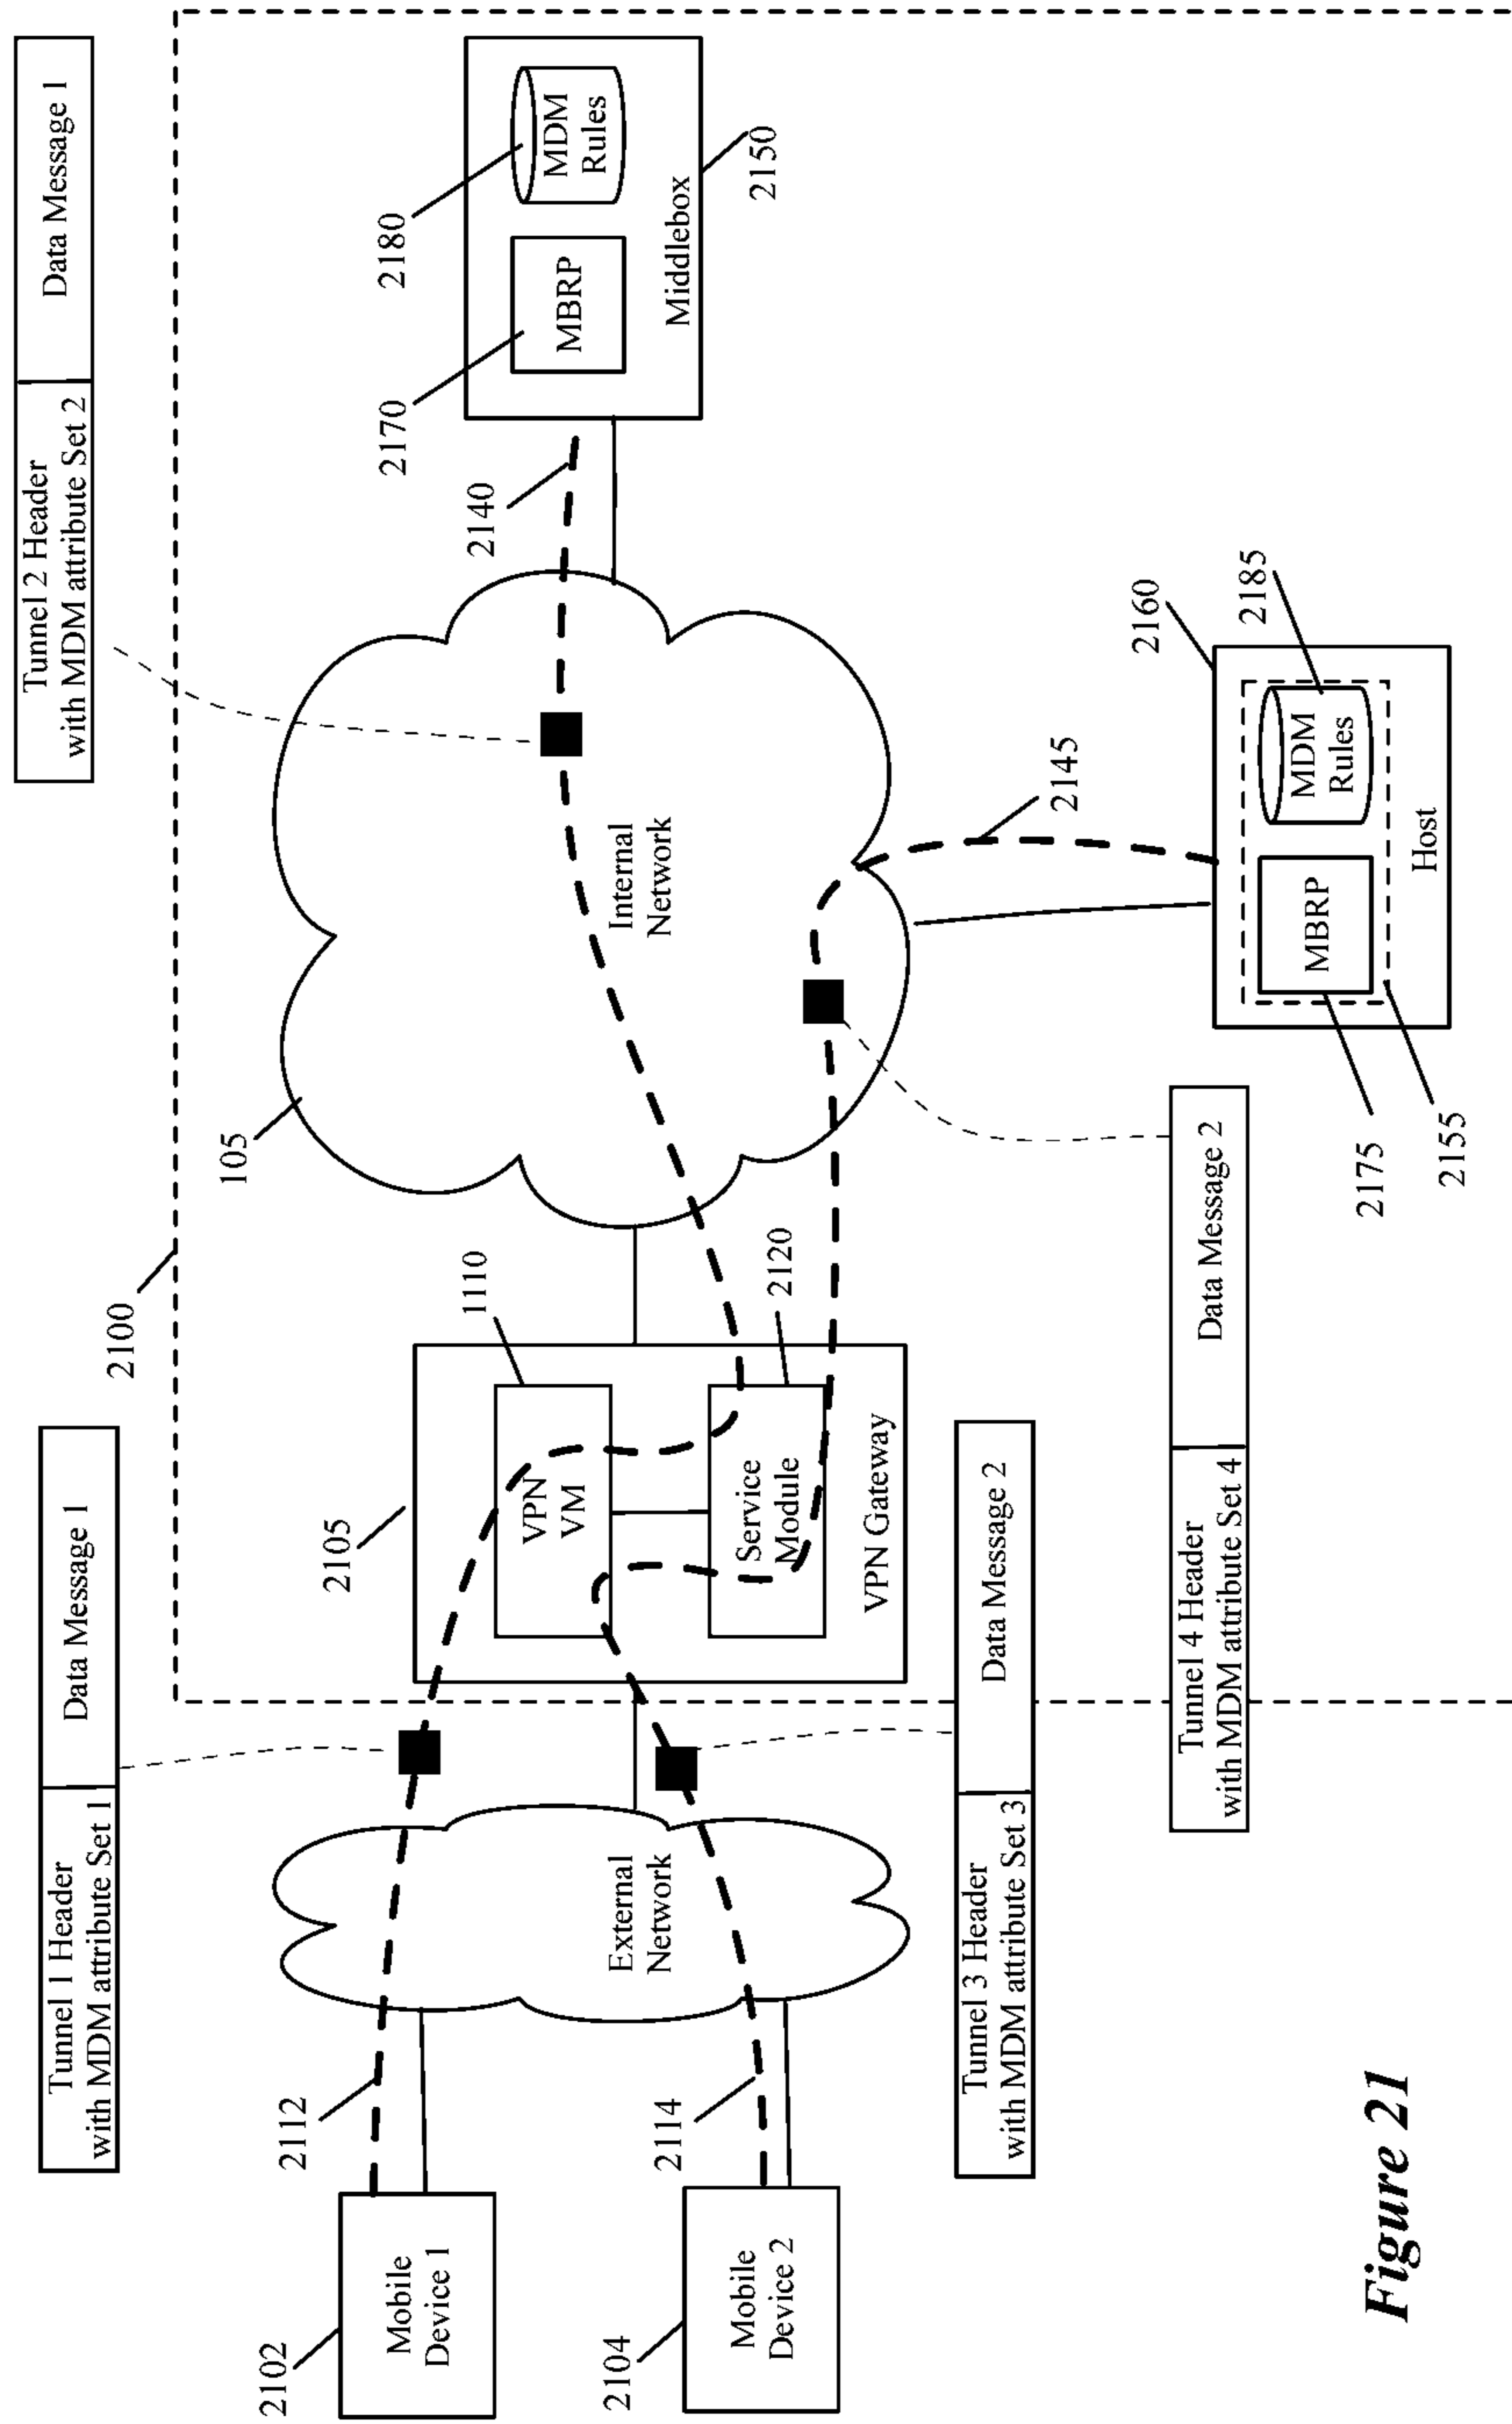 Tunnel 1 Header
with MDM attribute Set 1
Data Message 1
Tunnel 2 Header
with MDM attribute Set 2
Data Message 1
2100
105
2102
Mobile
Device 1
2112
2104
Mobile
Device 2
2114
External
Network
2105
1110
VPN
VM
2120
Service
Module
VPN Gateway
Internal
Network
2140
2170
2180
MBRP
MDM
Rules
Middlebox
2150
2145
2160
2185
MBRP
MDM
Rules
Host
2175
2155
Tunnel 3 Header
with MDM attribute Set 3
Data Message 2
Tunnel 4 Header
with MDM attribute Set 4
Data Message 2
Figure 21